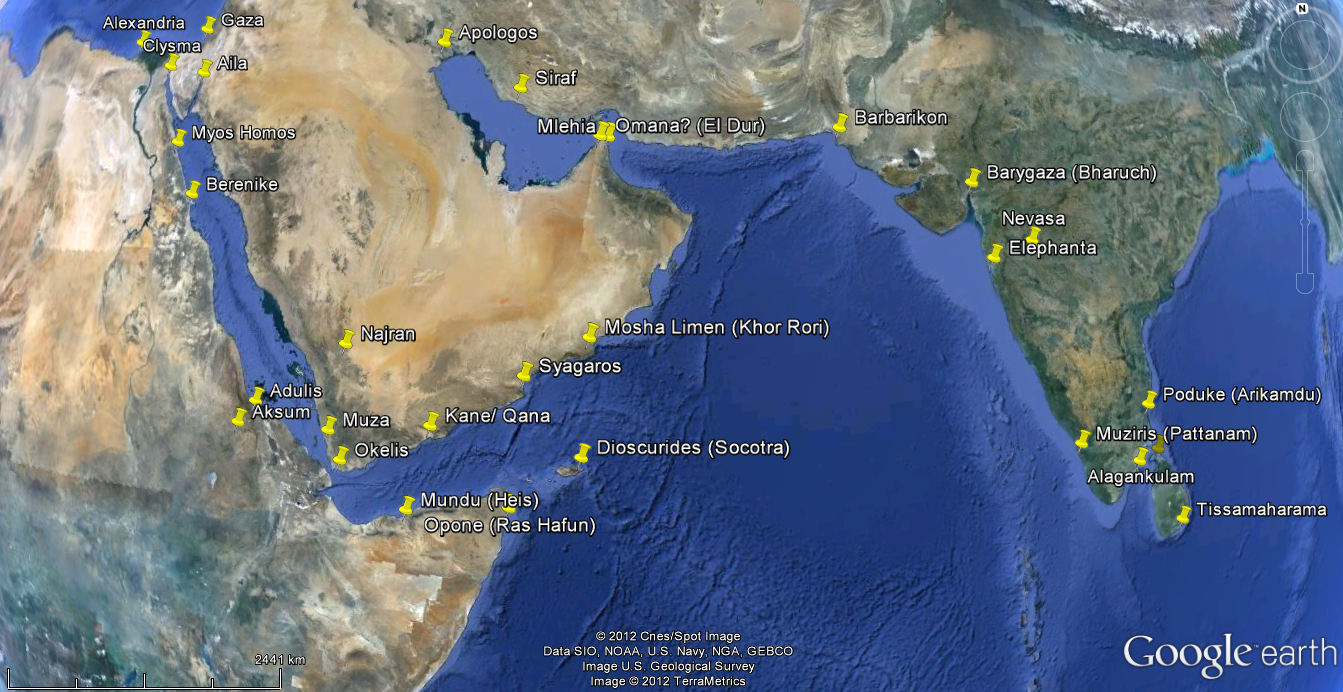 N
Alexandria
Gaza
Clysma
Aila
Apologos
Siraf
Myos Homos
Mlehia
Omana? (El Dur)
Barbarikon
Berenike
Barygaza (Bharuch)
Nevasa
Elephanta
Najran
Mosha Limen (Khor Rori)
Syagaros
Adulis
Aksum
Muza
Kane/ Qana
Okelis
Poduke (Arikamdu)
Muziris (Pattanam)
Dioscurides (Socotra)
Alagankulam
Mundu (Heis)
Opone (Ras Hafun)
Tissamaharama
© 2012 Cnes/Spot Image
Data SIO, NOAA, U.S. Navy, NGA, GEBCO
Image U.S. Geological Survey
Image © 2012 TerraMetrics
2441 km
Google earth